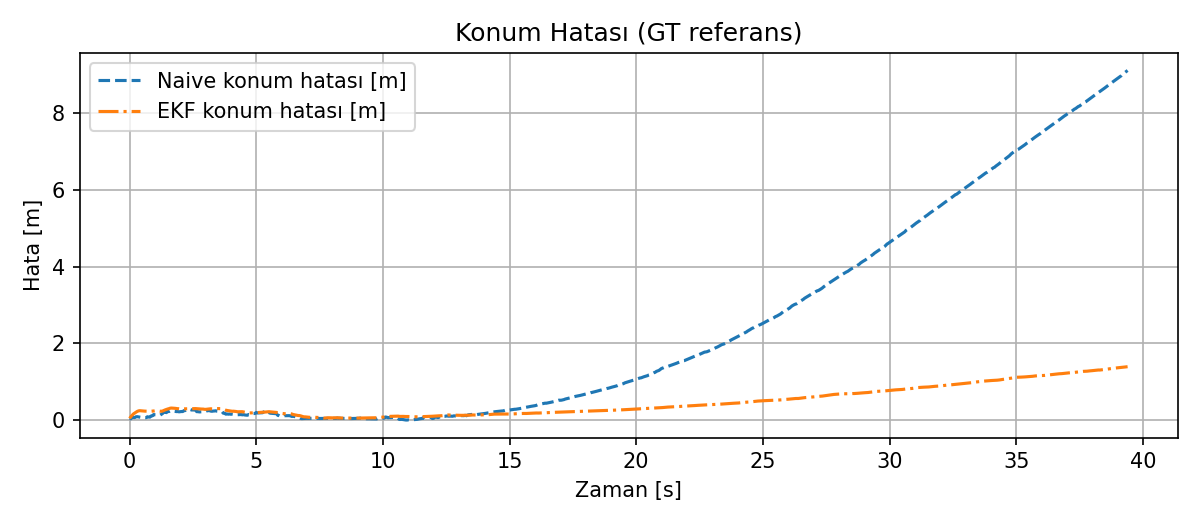 Konum Hatası (GT referans)
Naive konum hatası [m]
EKF konum hatası [m]
Hata [m]
8
6
4
2
0
0 5 10 15 20 25 30 35 40
Zaman [s]